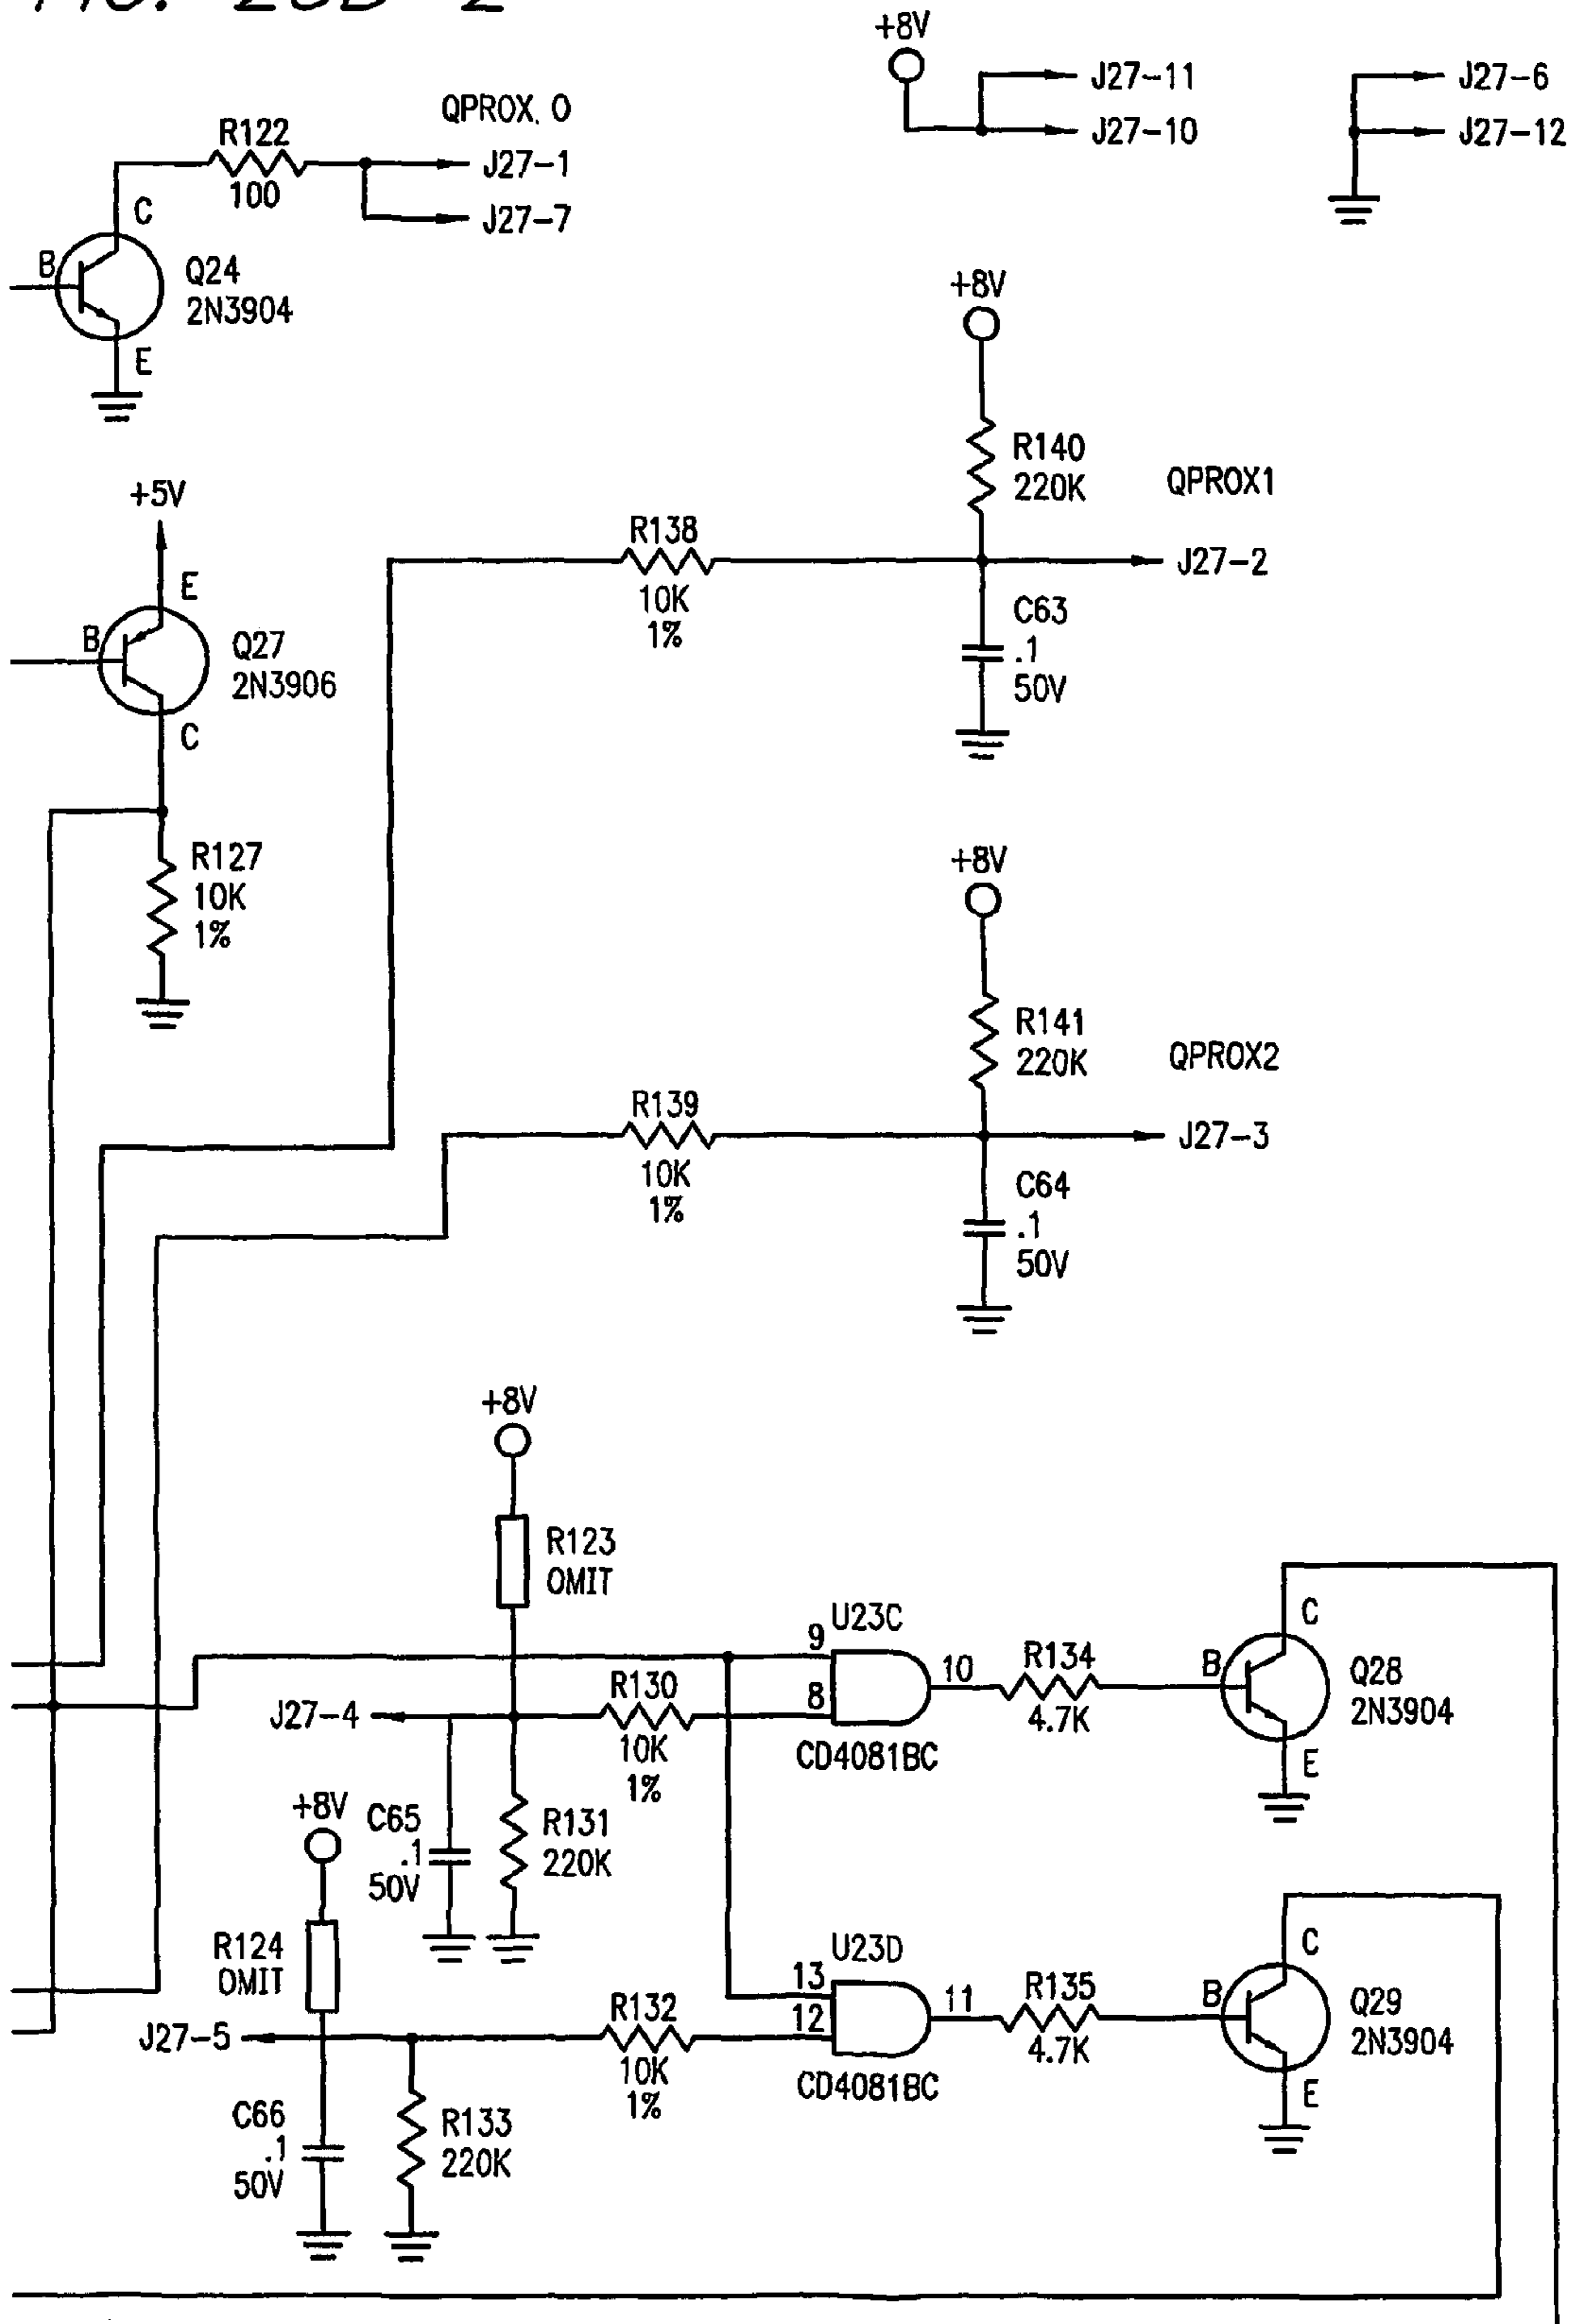 +8V
J27-11
J27-10
J27-6
J27-12
QPROX. 0
R122
100
J27-1
J27-7
C
B
Q24
2N3904
E
+8V
R140
220K
QPROX1
J27-2
R138
10K
1%
C63
.1
50V
+5V
E
B
Q27
2N3906
C
R127
10K
1%
+8V
R141
220K
QPROX2
J27-3
R139
10K
1%
C64
.1
50V
+8V
R123
OMIT
U23C
9
8
10
CD4081BC
R134
4.7K
C
B
Q28
2N3904
E
J27-4
R130
10K
1%
C65
.1
50V
R131
220K
+8V
R124
OMIT
J27-5
R132
10K
1%
C66
.1
50V
R133
220K
U23D
13
12
11
CD4081BC
R135
4.7K
C
B
Q29
2N3904
E